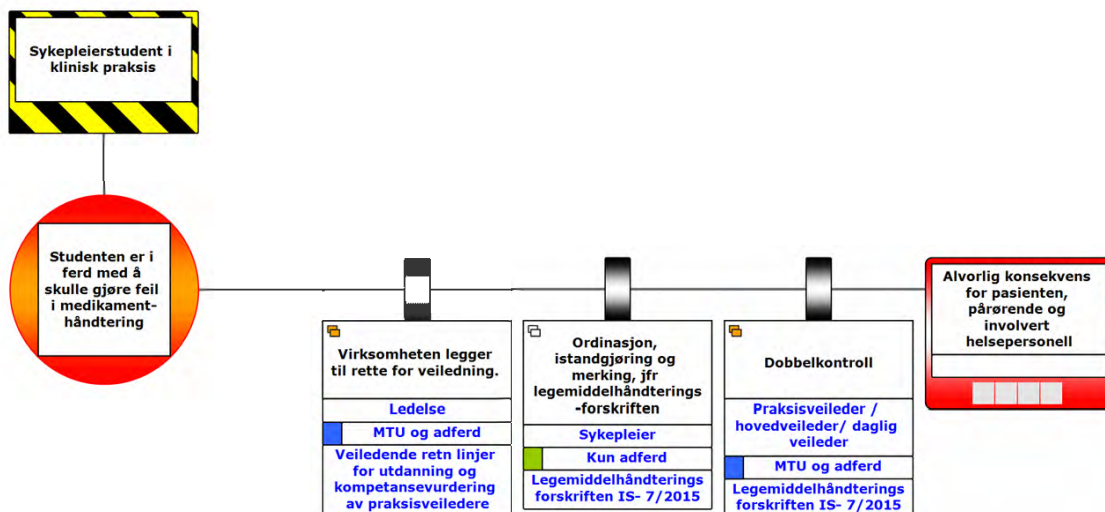 Sykepleierstudent i
klinisk praksis
Studenten er i
ferd med å
skulle gjøre feil
i medikament-
håndtering
Virksomheten legger
til rette for veiledning.
Ledelse
MTU og adferd
Veiledende retn linjer
for utdanning og
kompetansevurdering
av praksisveiledere
Ordinasjon,
istandgjøring og
merking, jfr
legemiddelhåndterings
-forskriften
Sykepleier
Kun adferd
Legemiddelhåndterings
forskriften IS- 7/2015
Dobbelkontroll
Praksisveileder /
hovedveileder/ daglig
veileder
MTU og adferd
Legemiddelhåndterings
forskriften IS- 7/2015
Alvorlig konsekvens
for pasienten,
pårørende og
involvert
helsepersonell